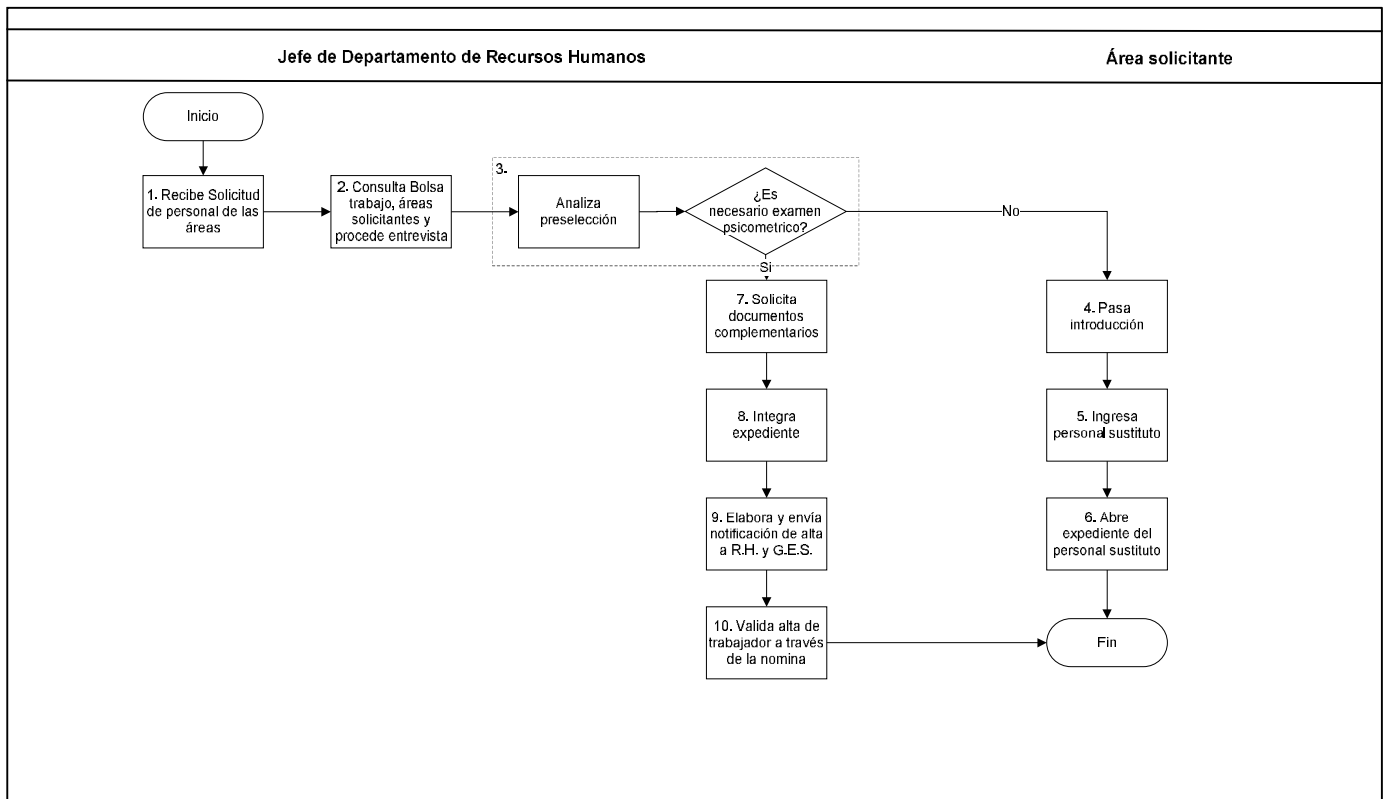 Jefe de Departamento de Recursos Humanos
Área solicitante
Inicio
1. Recibe Solicitud
de personal de las
áreas
2. Consulta Bolsa
trabajo, áreas
solicitantes y
procede entrevista
3.
Analiza
preselección
¿Es
necesario examen
psicometrico?
No
Si
7. Solicita
documentos
complementarios
4. Pasa
introducción
8. Integra
expediente
5. Ingresa
personal sustituto
9. Elabora y envía
notificación de alta
a R.H. y G.E.S.
6. Abre
expediente del
personal sustituto
10. Valida alta de
trabajador a través
de la nomina
Fin